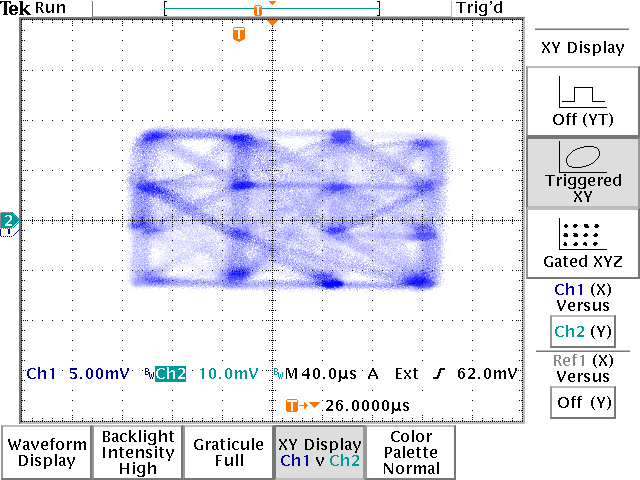 Tek Run Trig'd
T
T
XY Display
Off (YT)
Triggered
XY
2
Gated XYZ
Ch1 (X)
Versus
Ch2 (Y)
Ref1 (X)
Versus
Off (Y)
Ch1 5.00mV BW Ch2 10.0mV BW M 40.0µs A Ext 62.0mV
T 26.0000µs
Waveform
Display
Backlight
Intensity
High
Graticule
Full
XY Display
Ch1 v Ch2
Color
Palette
Normal